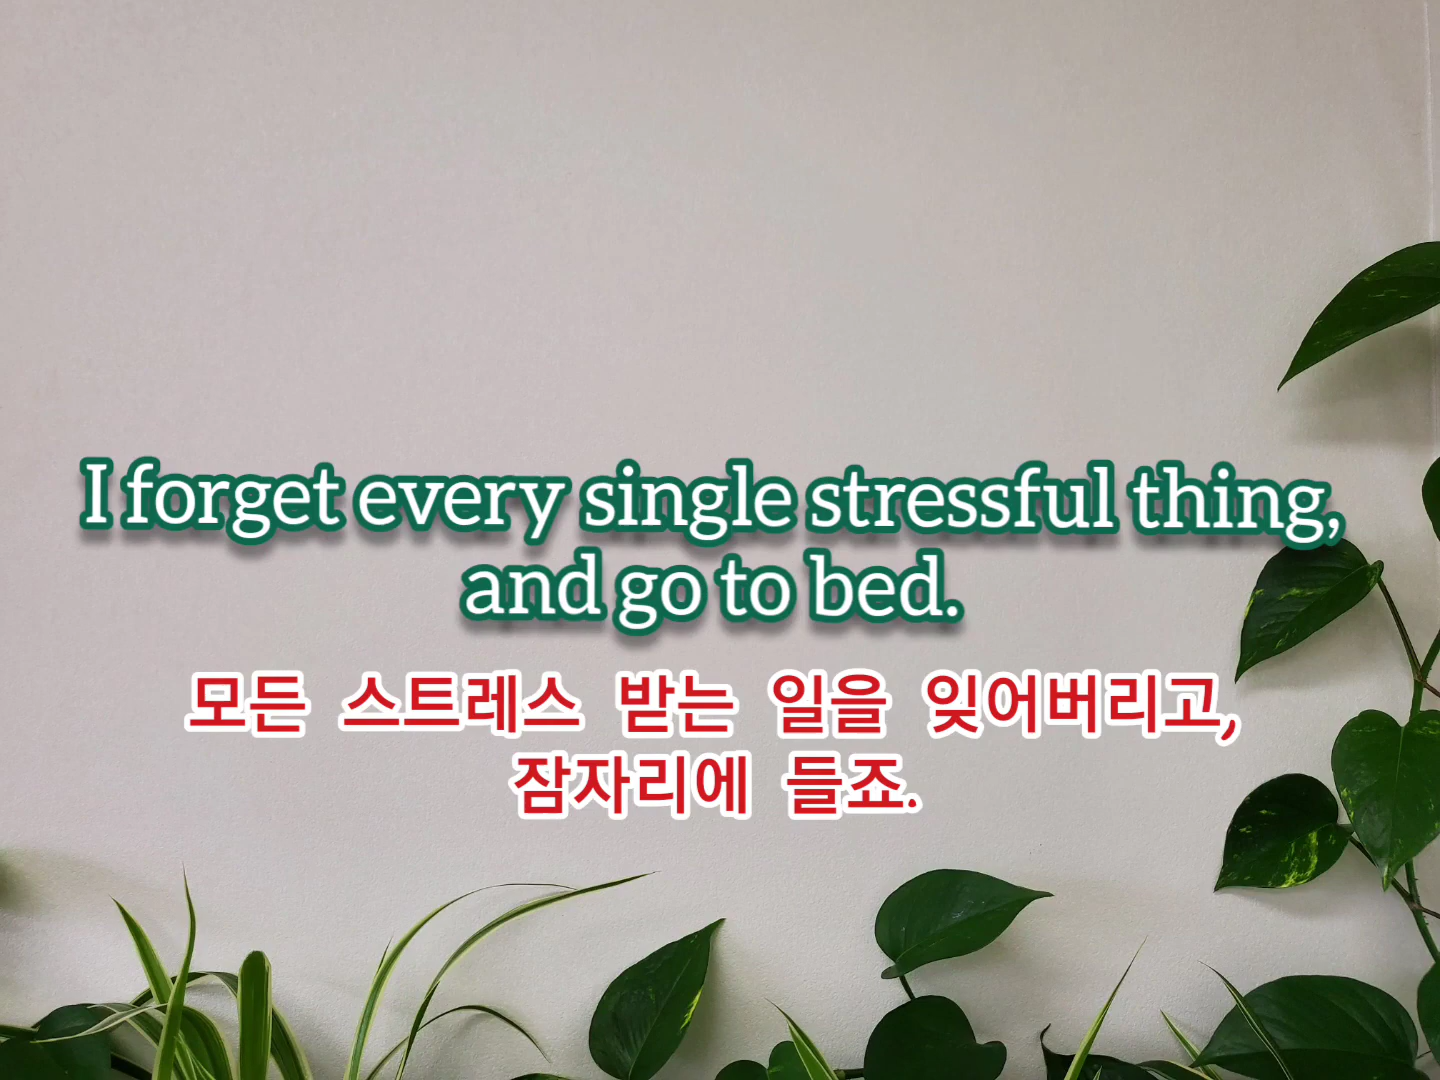 I forget every single stressful thing,
and go to bed.
모든 스트레스 받는 일을 잊어버리고,
잠자리에 들죠.